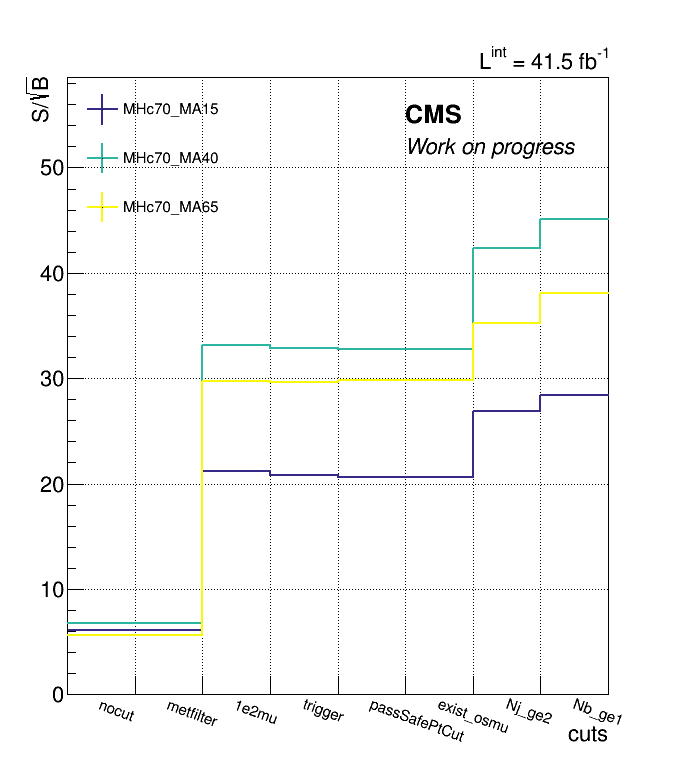 L^int = 41.5 fb^-1
S/√B
MHc70_MA15
CMS
MHc70_MA40
Work on progress
MHc70_MA65
50
40
30
20
10
0
nocut
metfilter
1e2mu
trigger
passSafePtCut
exist_osmu
Nj_ge2
Nb_ge1
cuts